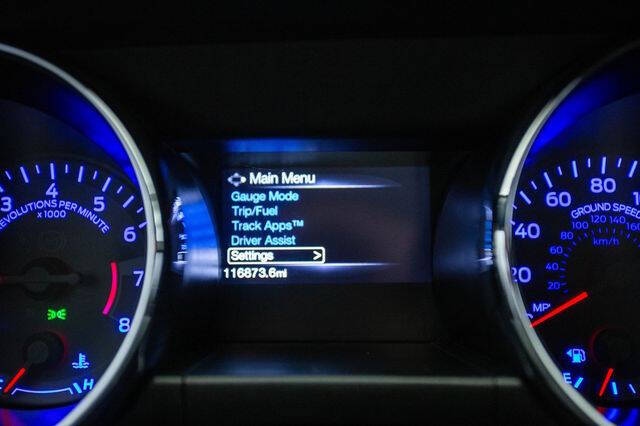 Main Menu
Gauge Mode
Trip/Fuel
Track Apps™
Driver Assist
Settings >
116873.6mi
3 4 5 6 7 8
REVOLUTIONS PER MINUTE
x1000
H
20 40 60 80
GROUND SPEED
20 40 60 80 100 120 140 160
km/h
MPH
E